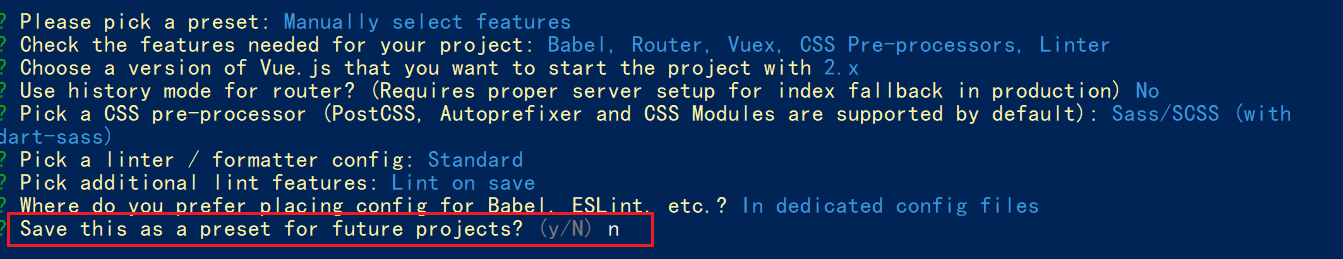 ? Please pick a preset: Manually select features
? Check the features needed for your project: Babel, Router, Vuex, CSS Pre-processors, Linter
? Choose a version of Vue.js that you want to start the project with 2.x
? Use history mode for router? (Requires proper server setup for index fallback in production) No
? Pick a CSS pre-processor (PostCSS, Autoprefixer and CSS Modules are supported by default): Sass/SCSS (with
dart-sass)
? Pick a linter / formatter config: Standard
? Pick additional lint features: Lint on save
? Where do you prefer placing config for Babel, ESLint, etc.? In dedicated config files
? Save this as a preset for future projects? (y/N) n